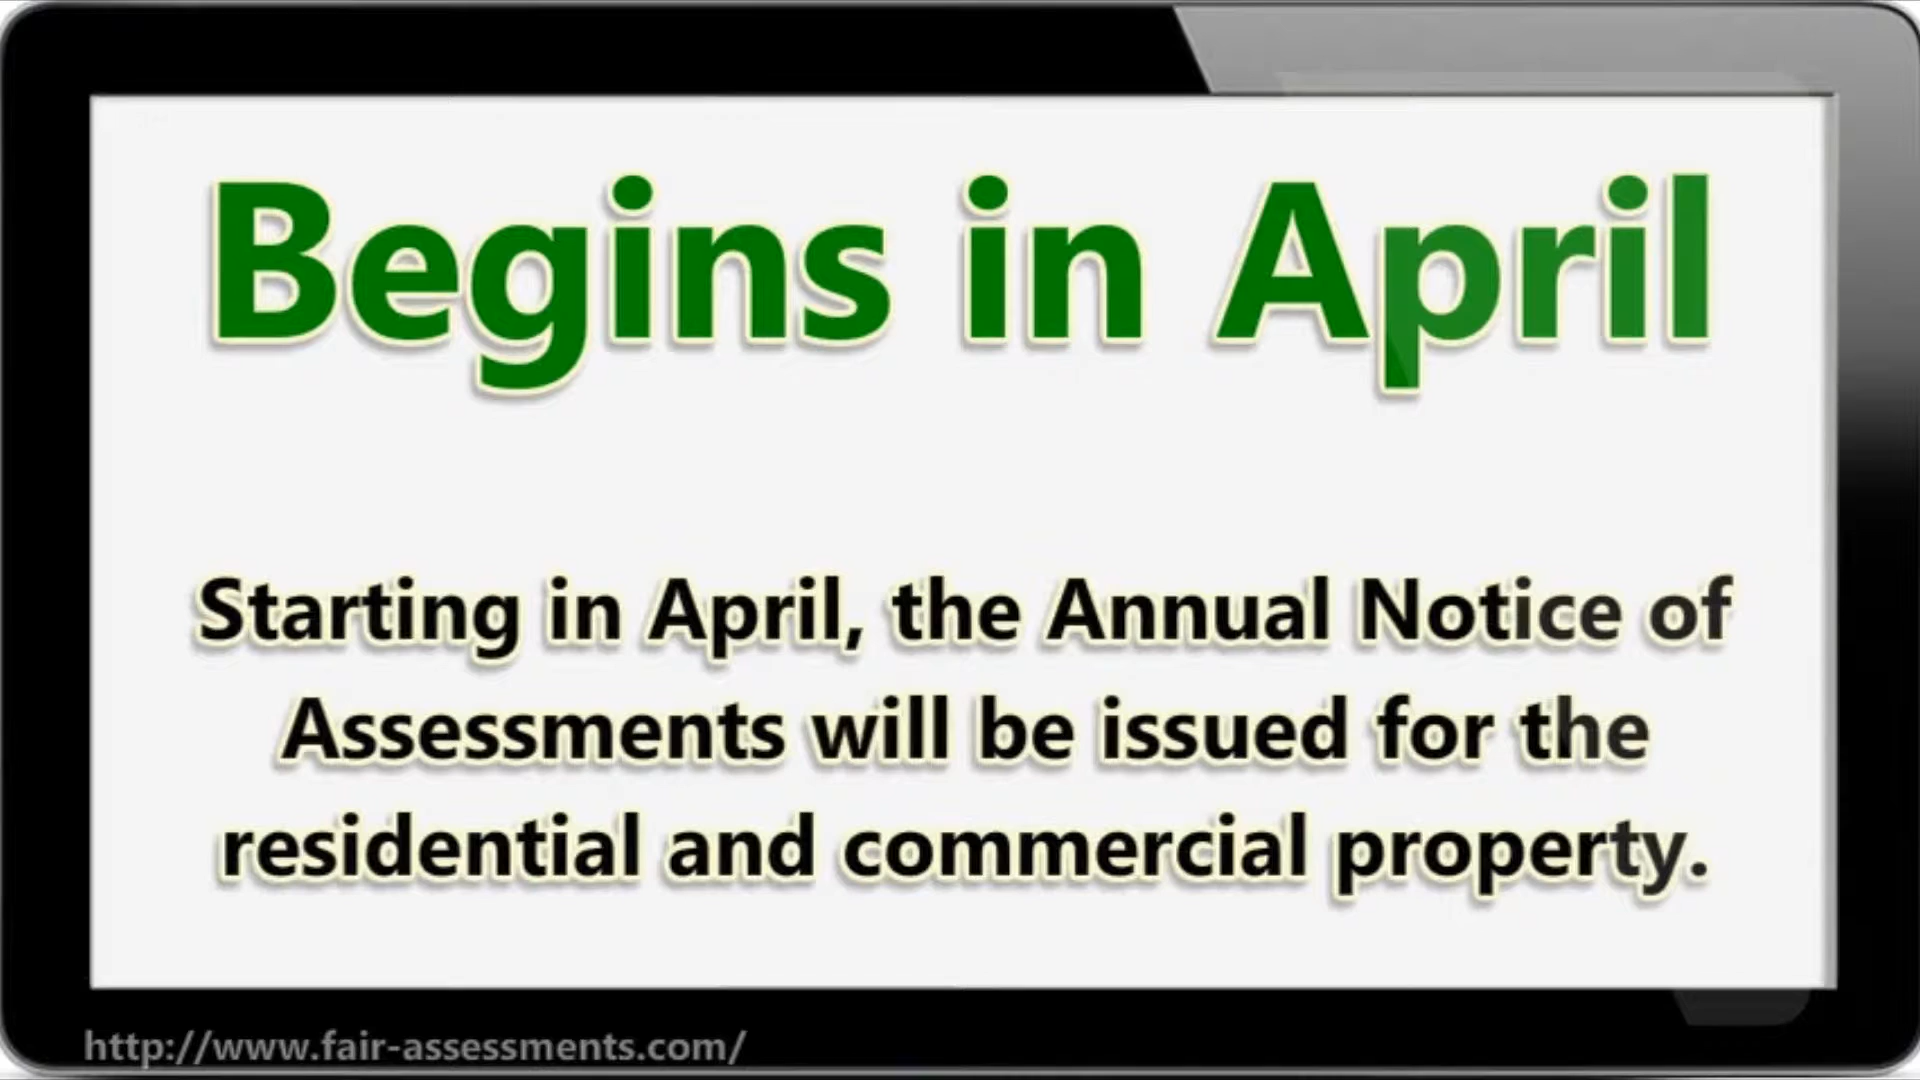 Begins in April
Starting in April, the Annual Notice of
Assessments will be issued for the
residential and commercial property.
http://www.fair-assessments.com/